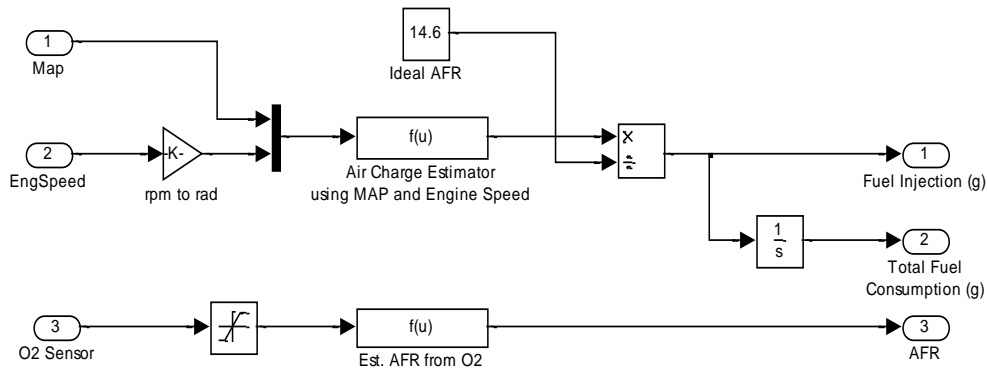 1
Map
2
EngSpeed
-K-
rpm to rad
14.6
Ideal AFR
f(u)
Air Charge Estimator
using MAP and Engine Speed
X
÷
1
Fuel Injection (g)
1
s
2
Total Fuel
Consumption (g)
3
O2 Sensor
f(u)
Est. AFR from O2
3
AFR